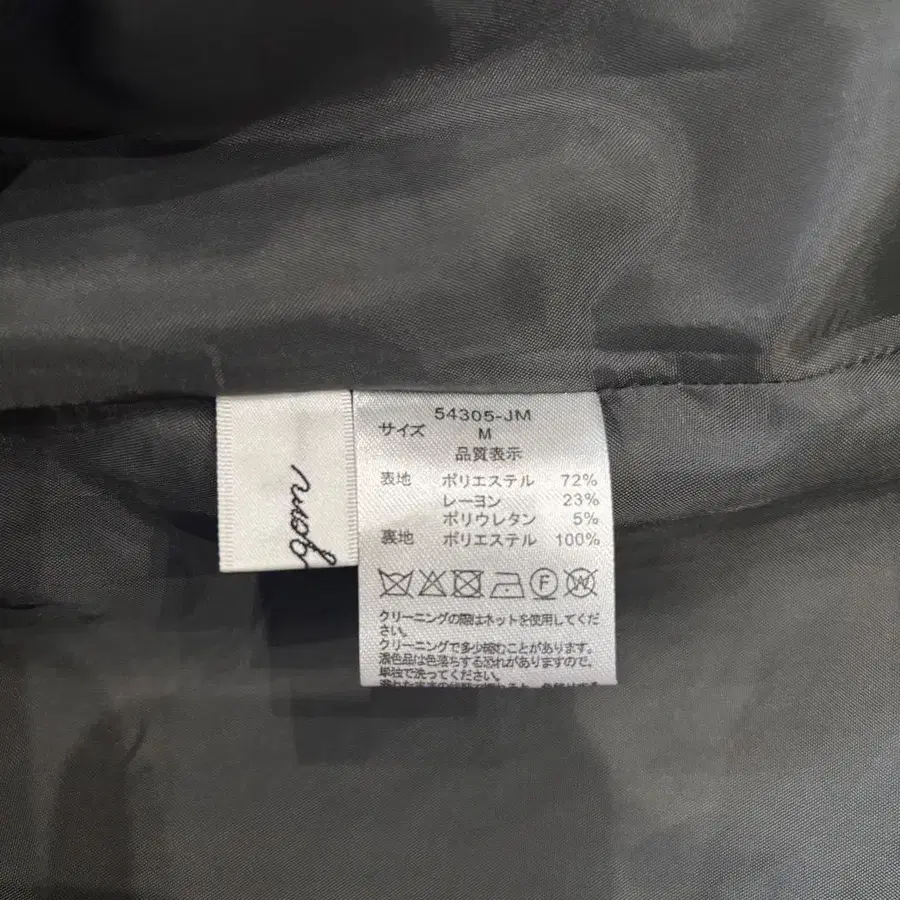 54305-JM
サイズ M
品質表示
表地 ポリエステル 72%
レーヨン 23%
ポリウレタン 5%
裏地 ポリエステル 100%
F W
クリーニングの際はネットを使用してくだ
さい。
クリーニングで多少縮むことがあります。
濃色品は色落ちする恐れがありますので、
単独で洗ってください。